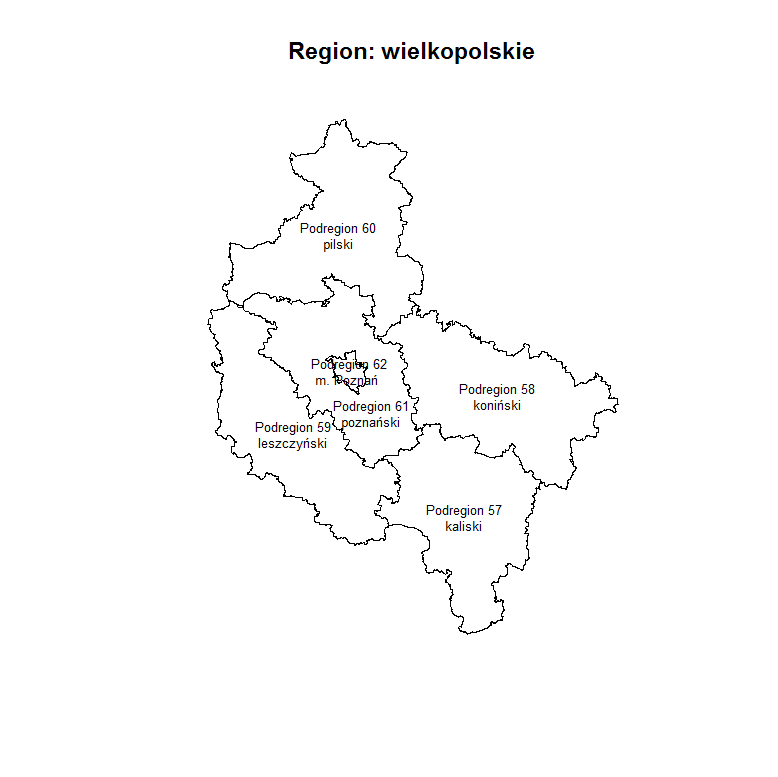 Region: wielkopolskie
Podregion 60
pilski
Podregion 62
m. Poznań
Podregion 58
koniński
Podregion 61
poznański
Podregion 59
leszczyński
Podregion 57
kaliski